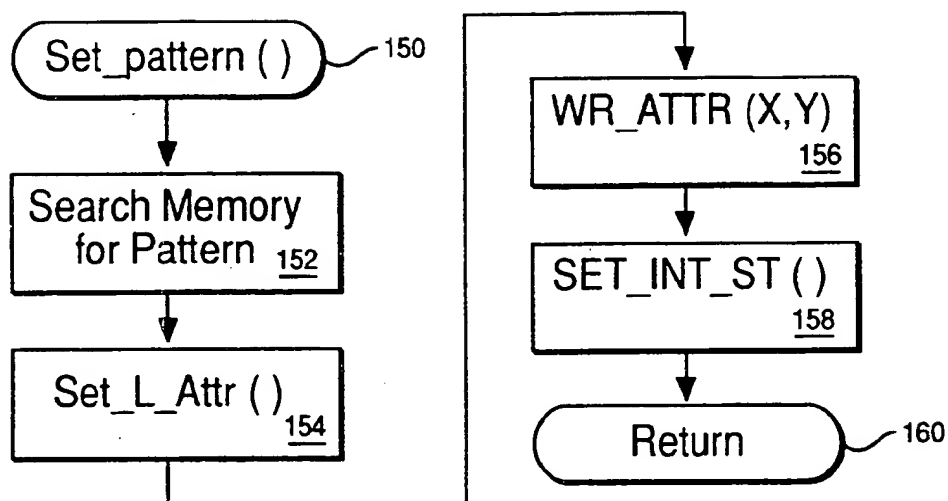 Set_pattern ( )
150
Search Memory
for Pattern 152
Set_L_Attr ( )
154
WR_ATTR (X,Y)
156
SET_INT_ST ( )
158
Return
160